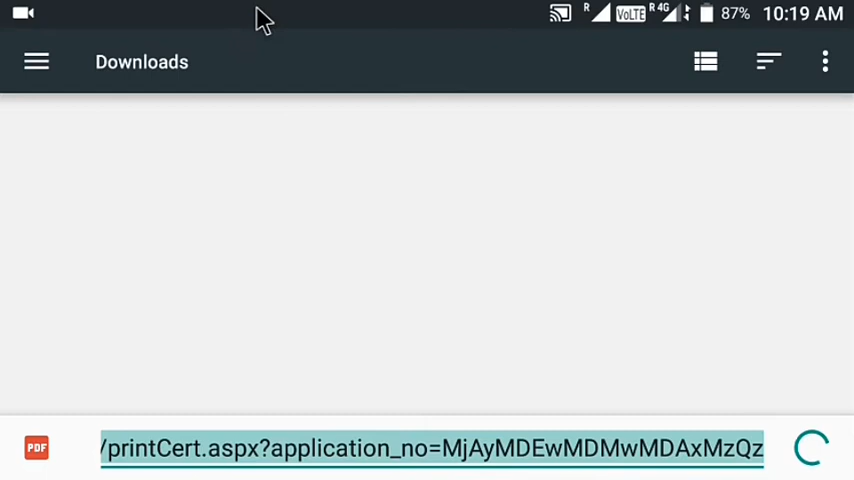 R VoLTE R 4G 87% 10:19 AM
Downloads
PDF /printCert.aspx?application_no=MjAyMDEwMDMwMDAxMzQz